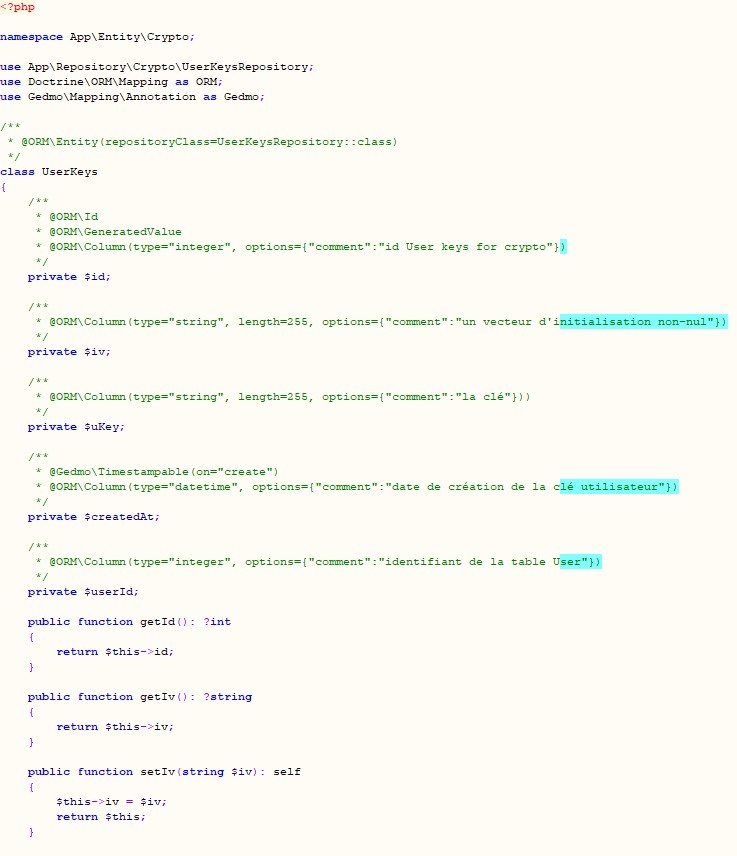 <?php
namespace App\Entity\Crypto;
use App\Repository\Crypto\UserKeysRepository;
use Doctrine\ORM\Mapping as ORM;
use Gedmo\Mapping\Annotation as Gedmo;
/**
 * @ORM\Entity(repositoryClass=UserKeysRepository::class)
 */
class UserKeys
{
    /**
     * @ORM\Id
     * @ORM\GeneratedValue
     * @ORM\Column(type="integer", options={"comment":"id User keys for crypto"})
     */
    private $id;
    /**
     * @ORM\Column(type="string", length=255, options={"comment":"un vecteur d'initialisation non-nul"})
     */
    private $iv;
    /**
     * @ORM\Column(type="string", length=255, options={"comment":"la clé"}))
     */
    private $uKey;
    /**
     * @Gedmo\Timestampable(on="create")
     * @ORM\Column(type="datetime", options={"comment":"date de création de la clé utilisateur"})
     */
    private $createdAt;
    /**
     * @ORM\Column(type="integer", options={"comment":"identifiant de la table User"})
     */
    private $userId;
    public function getId(): ?int
    {
        return $this->id;
    }
    public function getIv(): ?string
    {
        return $this->iv;
    }
    public function setIv(string $iv): self
    {
        $this->iv = $iv;
        return $this;
    }